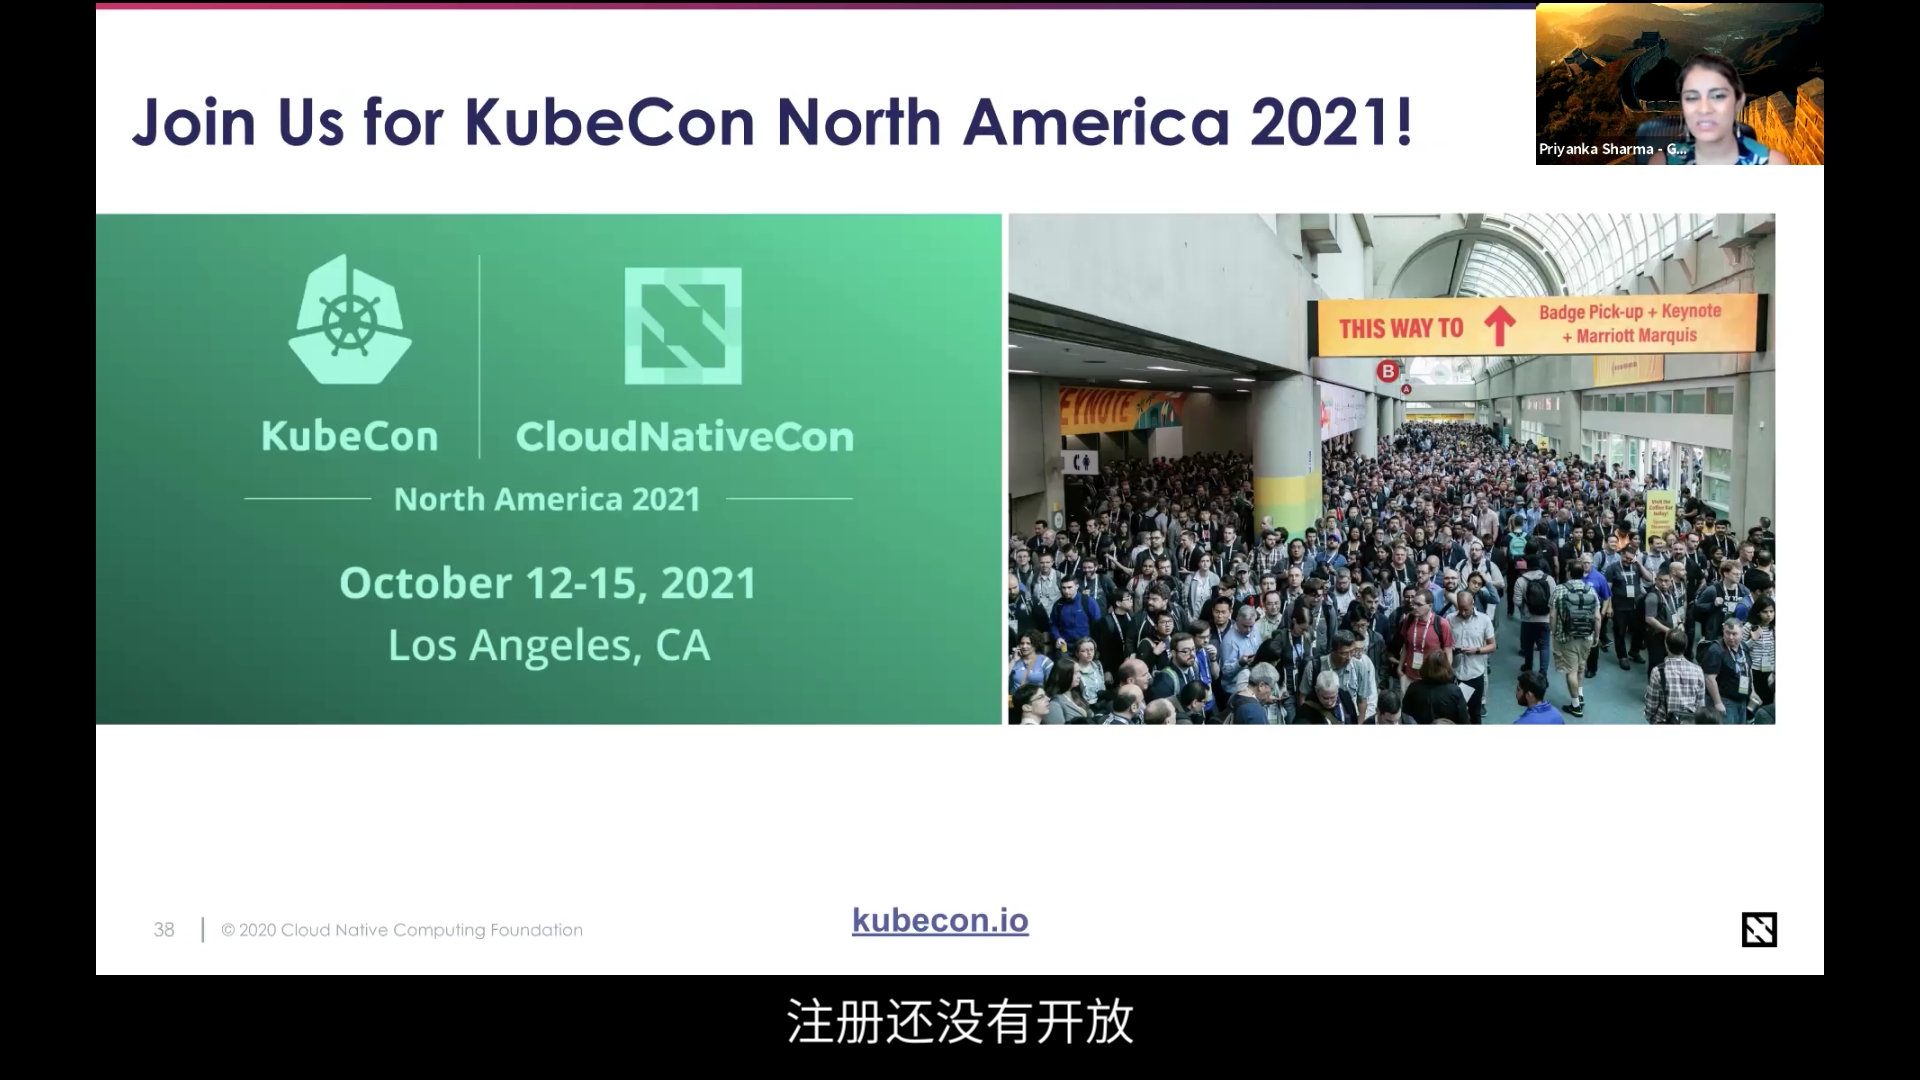 Join Us for KubeCon North America 2021!
Priyanka Sharma - G...
KubeCon
CloudNativeCon
North America 2021
October 12-15, 2021
Los Angeles, CA
THIS WAY TO
Badge Pick-up + Keynote
+ Marriott Marquis
B
A
KEYNOTE
38
© 2020 Cloud Native Computing Foundation
kubecon.io
注册还没有开放